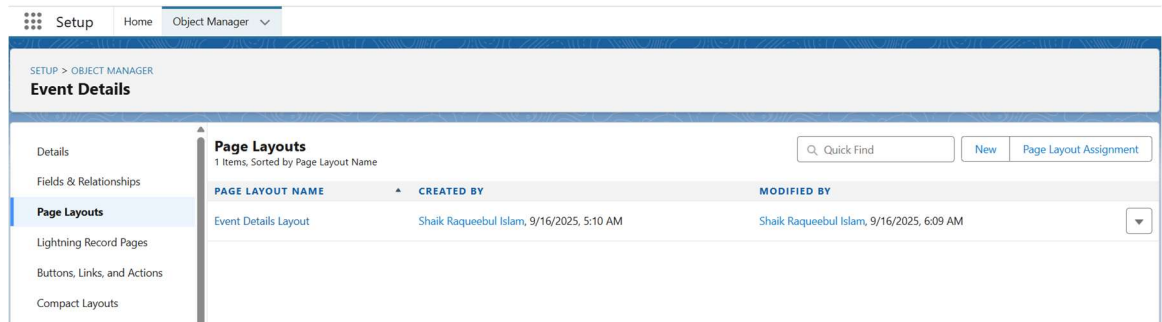 Setup Home Object Manager
SETUP > OBJECT MANAGER
Event Details
Details
Fields & Relationships
Page Layouts
Lightning Record Pages
Buttons, Links, and Actions
Compact Layouts
Page Layouts
1 Items, Sorted by Page Layout Name
Quick Find New Page Layout Assignment
PAGE LAYOUT NAME CREATED BY MODIFIED BY
Event Details Layout Shaik Raqueebul Islam, 9/16/2025, 5:10 AM Shaik Raqueebul Islam, 9/16/2025, 6:09 AM